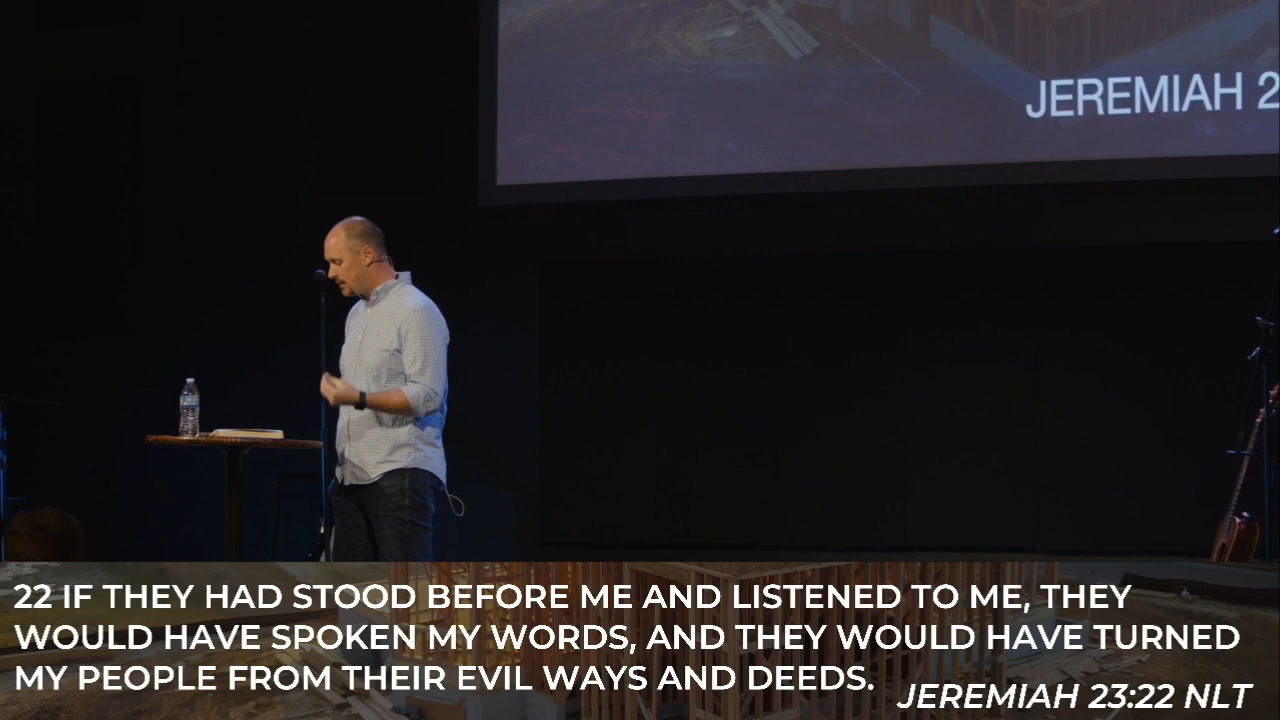 JEREMIAH 2
22 IF THEY HAD STOOD BEFORE ME AND LISTENED TO ME, THEY
WOULD HAVE SPOKEN MY WORDS, AND THEY WOULD HAVE TURNED
MY PEOPLE FROM THEIR EVIL WAYS AND DEEDS.
JEREMIAH 23:22 NLT